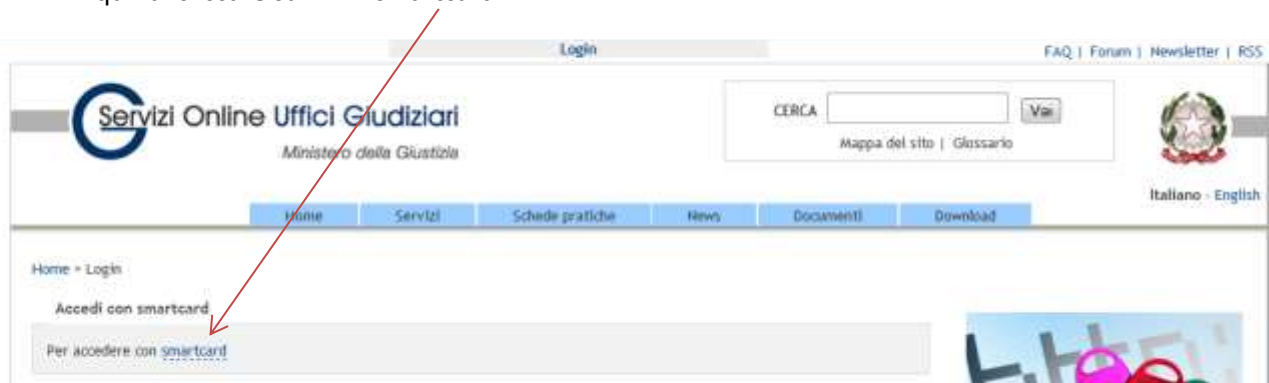 Login
FAQ | Forum | Newsletter | RSS
Servizi Online Uffici Giudiziari
Ministero della Giustizia
CERCA
Vai
Mappa del sito | Glossario
Italiano - English
Home Servizi Schede pratiche News Documenti Download
Home » Login
Accedi con smartcard
Per accedere con smartcard